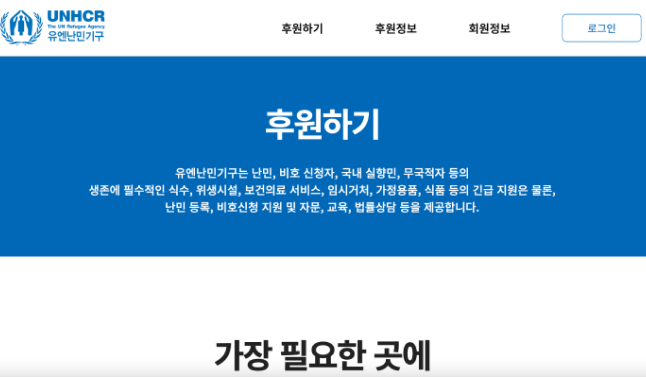 UNHCR
The UN Refugee Agency
유엔난민기구
후원하기 후원정보 회원정보 로그인
후원하기
유엔난민기구는 난민, 비호 신청자, 국내 실향민, 무국적자 등의
생존에 필수적인 식수, 위생시설, 보건의료 서비스, 임시거처, 가정용품, 식품 등의 긴급 지원은 물론,
난민 등록, 비호신청 지원 및 자문, 교육, 법률상담 등을 제공합니다.
가장 필요한 곳에